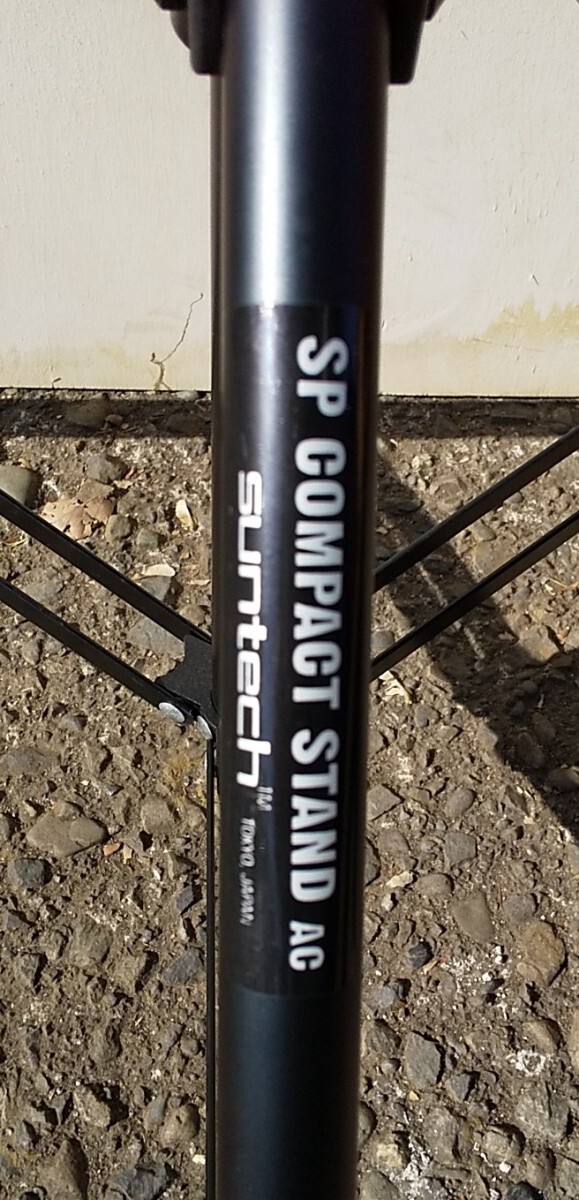 SP COMPACT STAND AC
suntech™ TOKYO, JAPAN